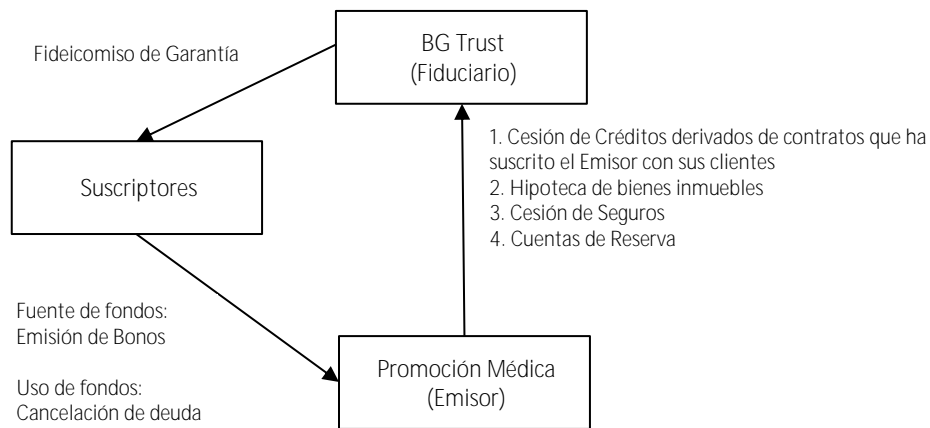 BG Trust
(Fiduciario)
Fideicomiso de Garantía
1. Cesión de Créditos derivados de contratos que ha
suscrito el Emisor con sus clientes
2. Hipoteca de bienes inmuebles
3. Cesión de Seguros
4. Cuentas de Reserva
Suscriptores
Fuente de fondos:
Emisión de Bonos
Uso de fondos:
Cancelación de deuda
Promoción Médica
(Emisor)